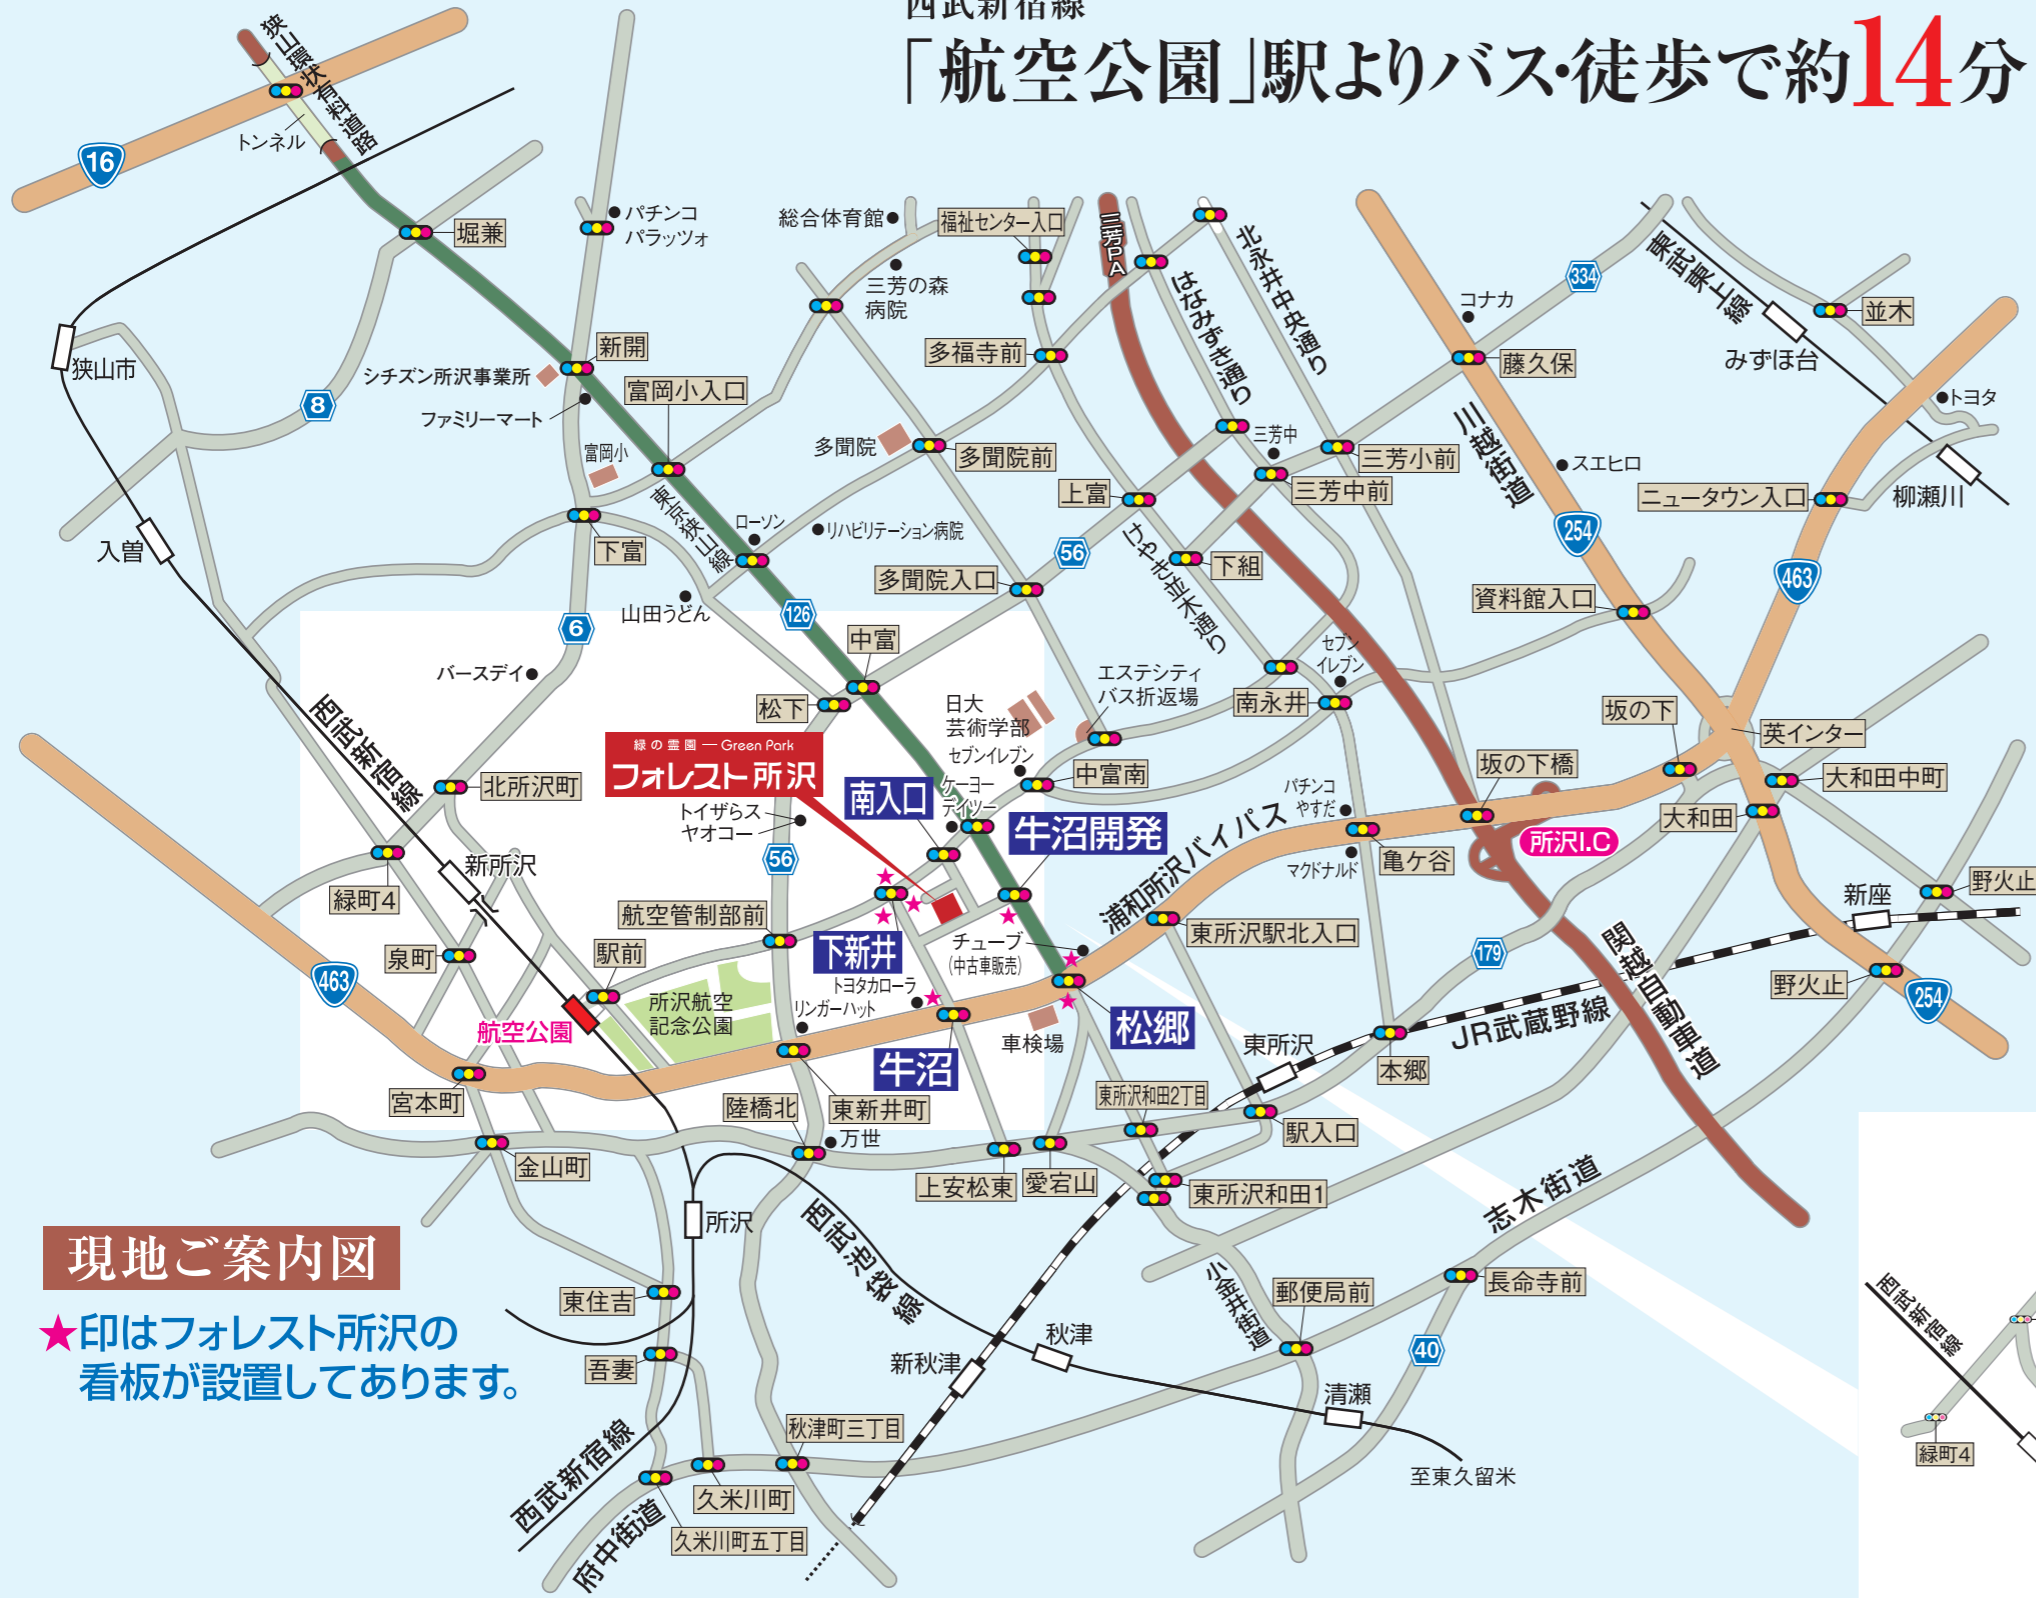 西武新宿線
「航空公園」駅よりバス・徒歩で約14分
狭山環状有料道路
トンネル
16
堀兼
パチンコ
パラッツォ
総合体育館
福祉センター入口
三芳PA
北永井中央通り
はなみずき通り
334
東武東上線
並木
コナカ
三芳の森
病院
狭山市
新開
シチズン所沢事業所
富岡小入口
多福寺前
藤久保
みずほ台
トヨタ
8
ファミリーマート
川越街道
富岡小
多聞院
多聞院前
三芳中
三芳小前
スエヒロ
上富
三芳中前
ニュータウン入口
柳瀬川
東京狭山線
ローソン
リハビリテーション病院
入曽
下富
56
けやき並木通り
下組
254
多聞院入口
463
山田うどん
126
資料館入口
6
中富
セブン
イレブン
バースデイ
エステシティ
バス折返場
西武新宿線
松下
日大
芸術学部
南永井
坂の下
英インター
緑の霊園 ― Green Park
フォレスト所沢
セブンイレブン
中富南
坂の下橋
北所沢町
南入口
ケーヨー
デイツー
大和田中町
トイザらス
ヤオコー
パチンコ
やすだ
大和田
牛沼開発
浦和所沢バイパス
所沢I.C
56
新所沢
マクドナルド
亀ケ谷
緑町4
航空管制部前
新座
野火止
東所沢駅北入口
泉町
駅前
下新井
チューブ
(中古車販売)
179
関越自動車道
463
トヨタカローラ
所沢航空
記念公園
リンガーハット
野火止
254
航空公園
車検場
松郷
JR武蔵野線
東所沢
牛沼
本郷
宮本町
陸橋北
東新井町
東所沢和田2丁目
万世
駅入口
金山町
上安松東
愛宕山
東所沢和田1
所沢
西武池袋線
志木街道
現地ご案内図
小金井街道
郵便局前
長命寺前
東住吉
★印はフォレスト所沢の
看板が設置してあります。
秋津
新秋津
40
吾妻
清瀬
西武新宿線
秋津町三丁目
至東久留米
西武新宿線
緑町4
久米川町
府中街道
久米川町五丁目